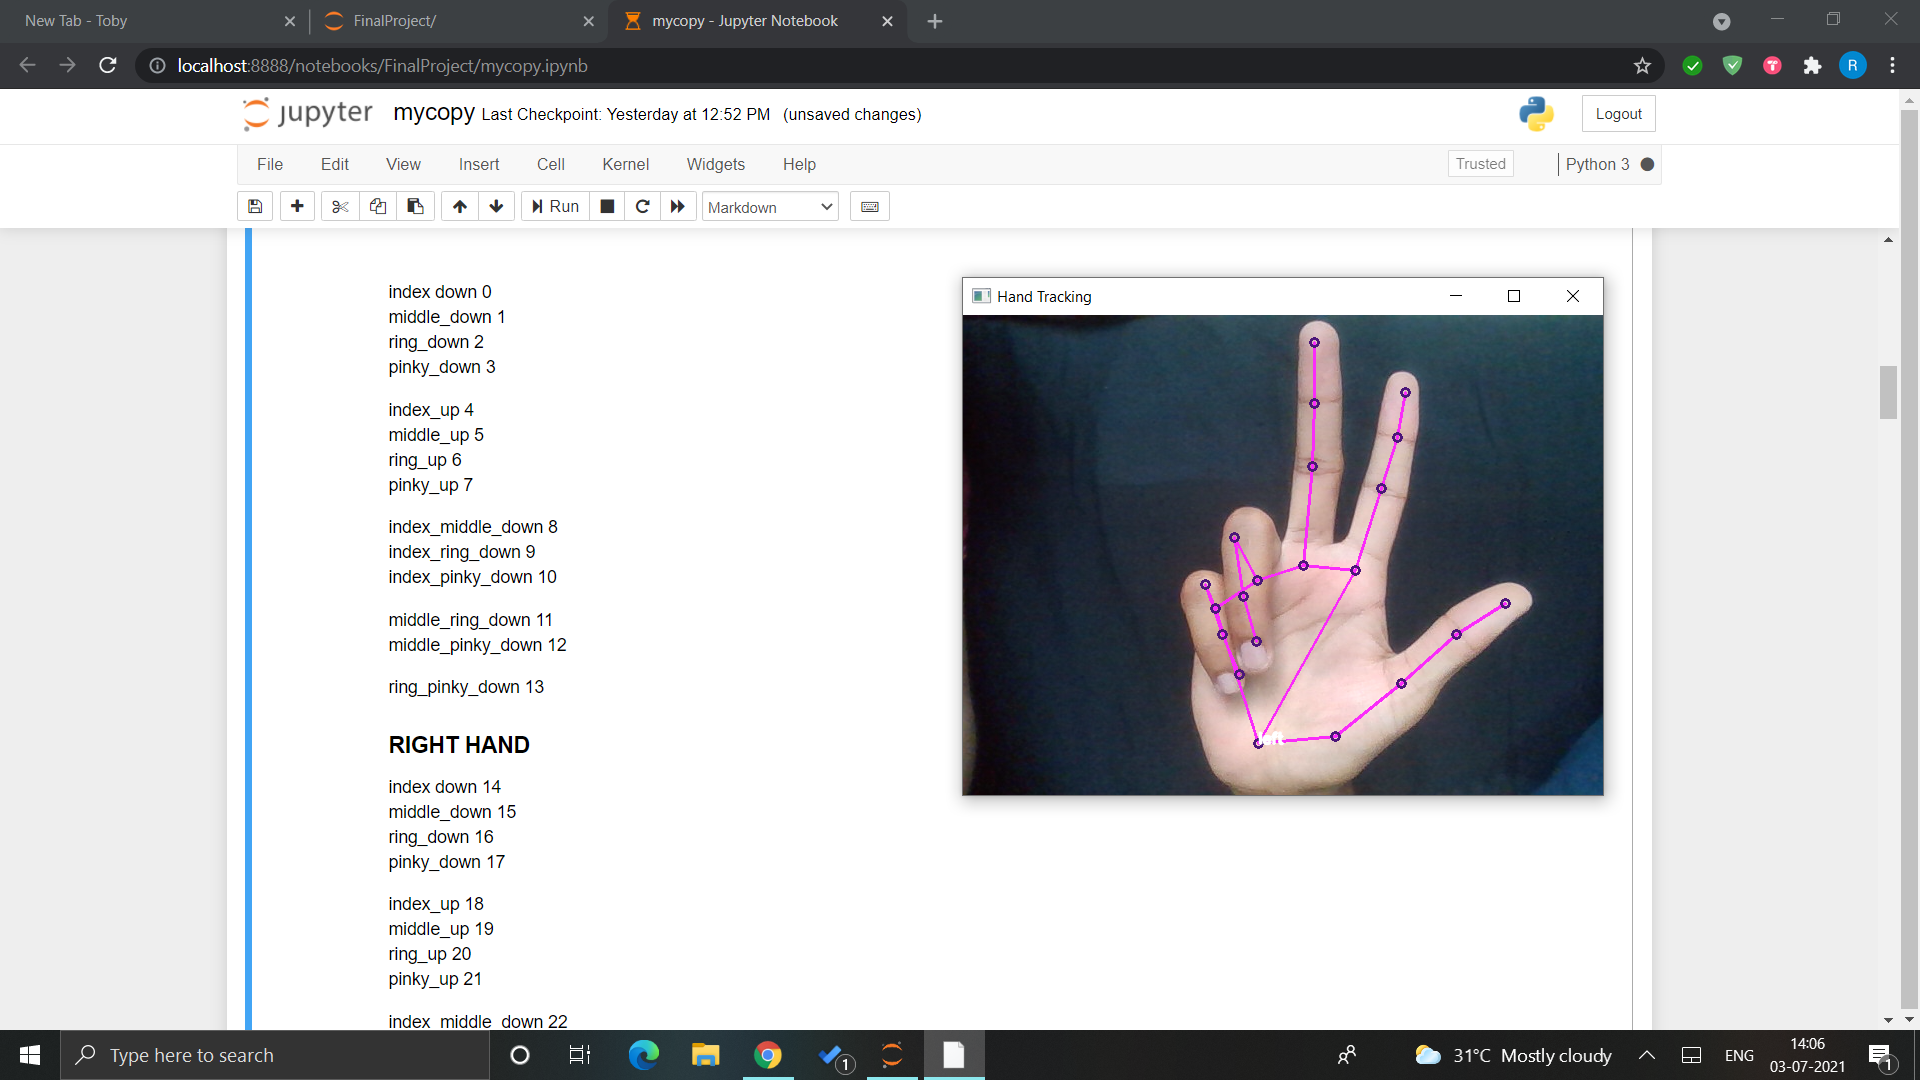 New Tab - Toby
FinalProject/
mycopy - Jupyter Notebook
localhost:8888/notebooks/FinalProject/mycopy.ipynb
R
jupyter
mycopy Last Checkpoint: Yesterday at 12:52 PM (unsaved changes)
Logout
File Edit View Insert Cell Kernel Widgets Help
Trusted
Python 3
Run
Markdown
index down 0
middle_down 1
ring_down 2
pinky_down 3
index_up 4
middle_up 5
ring_up 6
pinky_up 7
index_middle_down 8
index_ring_down 9
index_pinky_down 10
middle_ring_down 11
middle_pinky_down 12
ring_pinky_down 13
RIGHT HAND
index down 14
middle_down 15
ring_down 16
pinky_down 17
index_up 18
middle_up 19
ring_up 20
pinky_up 21
index_middle_down 22
Hand Tracking
left
Type here to search
1
31°C Mostly cloudy
ENG
14:06
03-07-2021
1